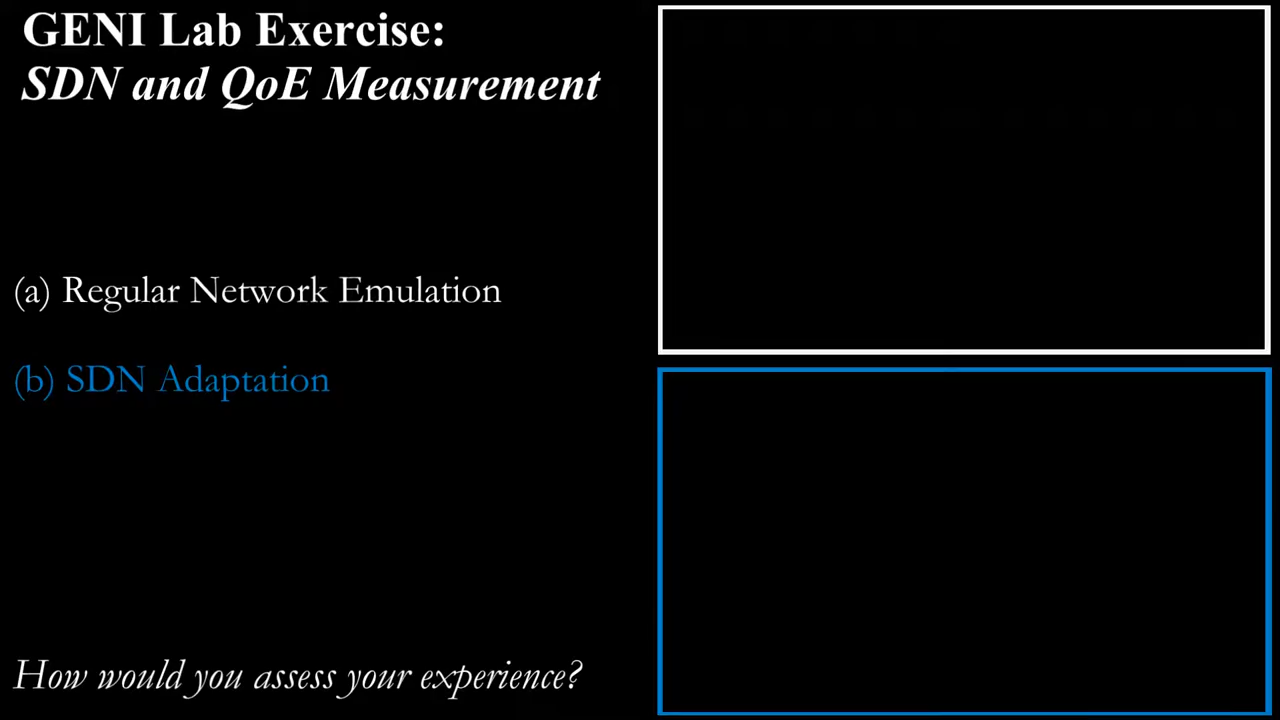 GENI Lab Exercise:
SDN and QoE Measurement
(a) Regular Network Emulation
(b) SDN Adaptation
How would you assess your experience?